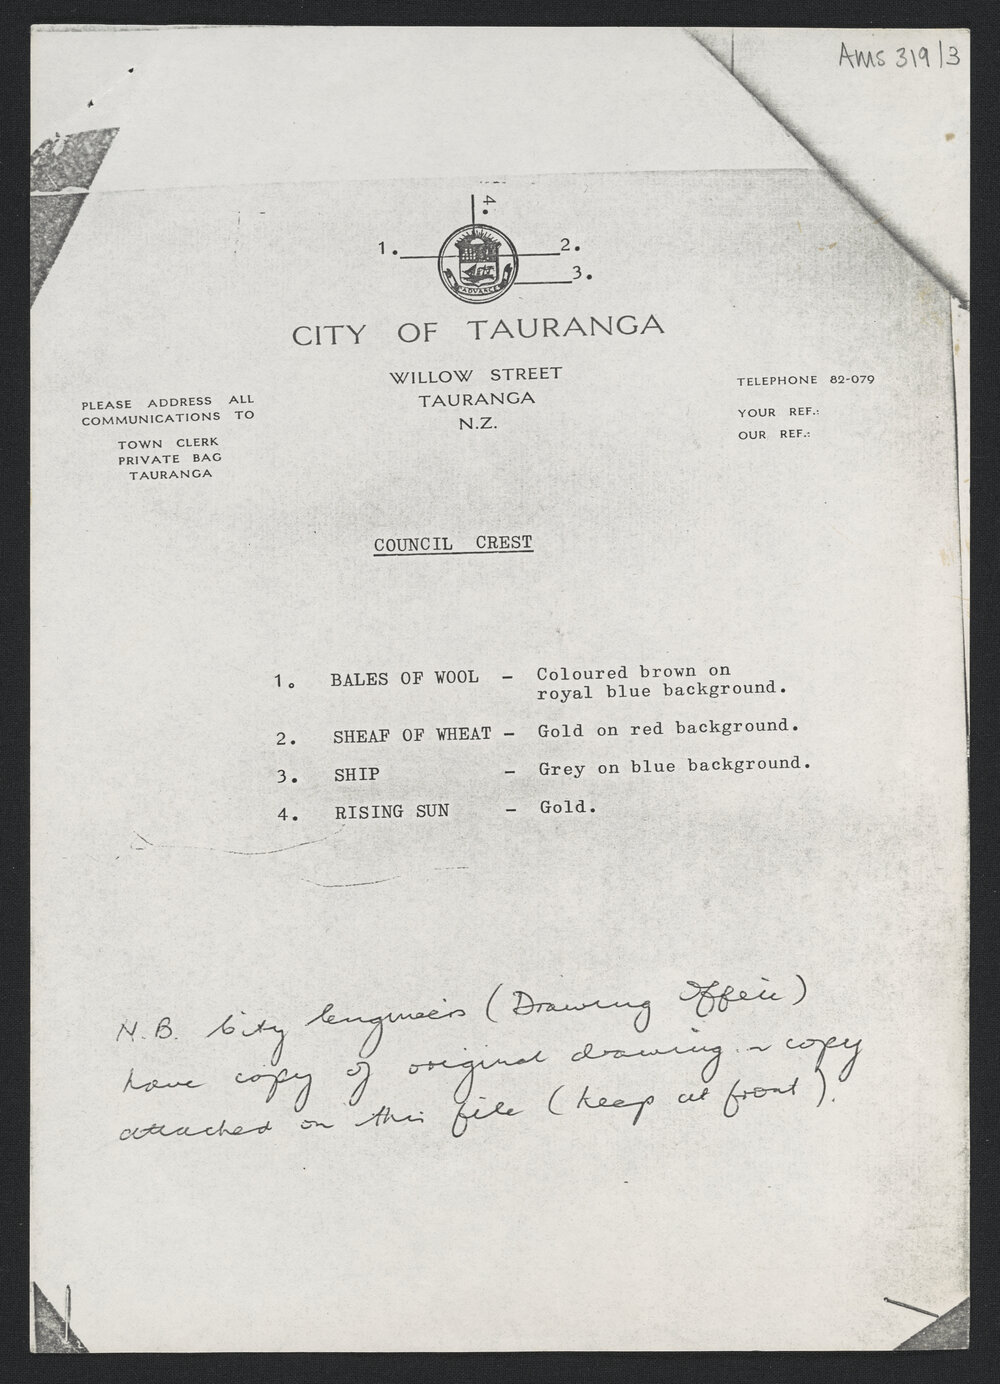 Ams 319/3
4.
1.
2.
3.
ADVANCE
CITY OF TAURANGA
WILLOW STREET
TAURANGA
N.Z.
PLEASE ADDRESS ALL
COMMUNICATIONS TO
TOWN CLERK
PRIVATE BAG
TAURANGA
TELEPHONE 82-079
YOUR REF.:
OUR REF.:
COUNCIL CREST
1. BALES OF WOOL - Coloured brown on
royal blue background.
2. SHEAF OF WHEAT - Gold on red background.
3. SHIP - Grey on blue background.
4. RISING SUN - Gold.
N.B. City Engineers (Drawing Office)
have copy of original drawing. ~ copy
attached on this file (keep at front).